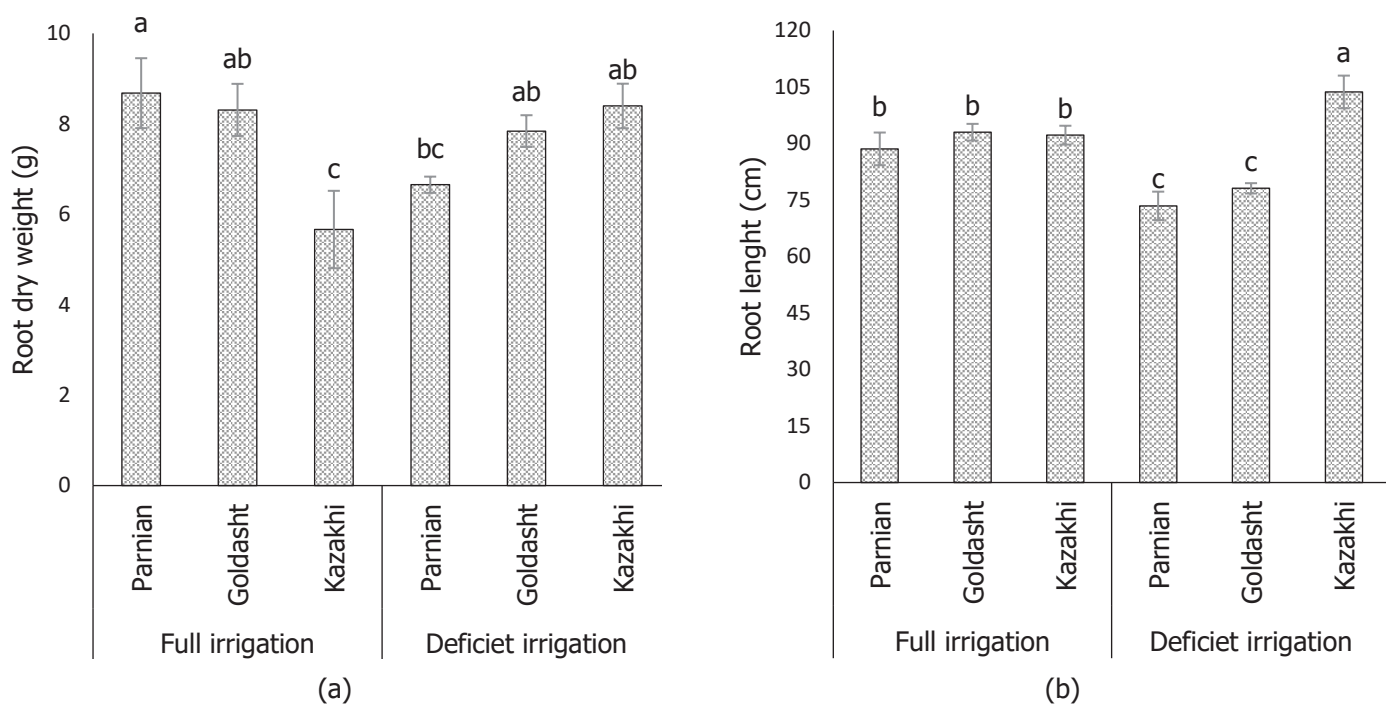 Root dry weight (g)
10
8
6
4
2
0
a
ab
c
bc
ab
ab
Parnian
Goldasht
Kazakhi
Parnian
Goldasht
Kazakhi
Full irrigation
Deficiet irrigation
(a)
Root lenght (cm)
120
105
90
75
60
45
30
15
0
b
b
b
c
c
a
Parnian
Goldasht
Kazakhi
Parnian
Goldasht
Kazakhi
Full irrigation
Deficiet irrigation
(b)